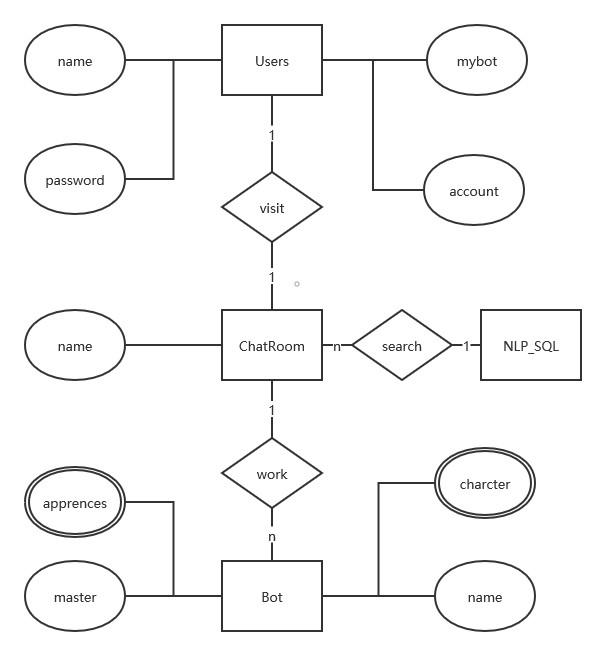 name
Users
mybot
1
password
account
visit
1
name
ChatRoom
n
search
1
NLP_SQL
1
work
charcter
apprences
n
master
Bot
name